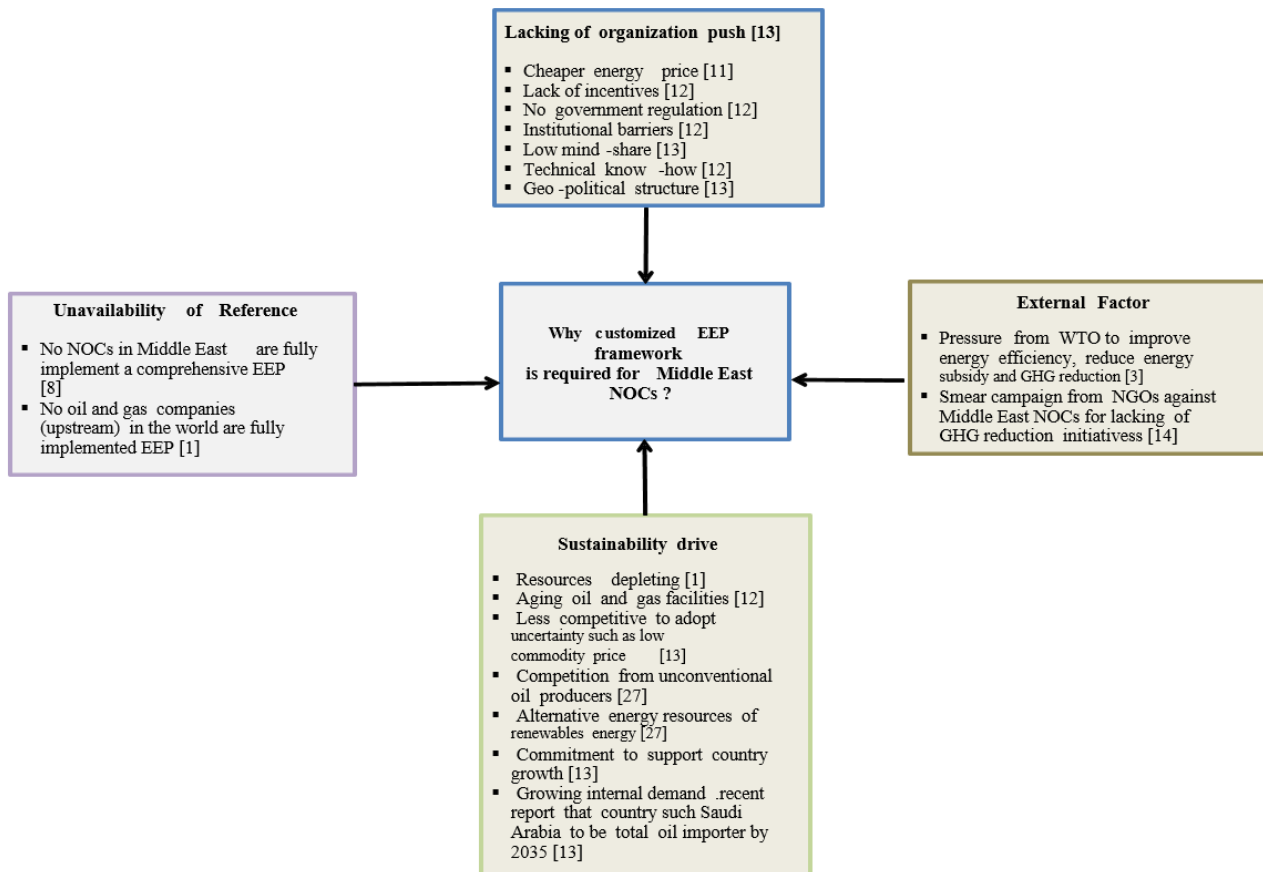 Lacking of organization push [13]
▪ Cheaper energy price [11]
▪ Lack of incentives [12]
▪ No government regulation [12]
▪ Institutional barriers [12]
▪ Low mind -share [13]
▪ Technical know -how [12]
▪ Geo -political structure [13]
Unavailability of Reference
▪ No NOCs in Middle East are fully
implement a comprehensive EEP
[8]
▪ No oil and gas companies
(upstream) in the world are fully
implemented EEP [1]
Why customized EEP
framework
is required for Middle East
NOCs ?
External Factor
▪ Pressure from WTO to improve
energy efficiency, reduce energy
subsidy and GHG reduction [3]
▪ Smear campaign from NGOs against
Middle East NOCs for lacking of
GHG reduction initiativess [14]
Sustainability drive
▪ Resources depleting [1]
▪ Aging oil and gas facilities [12]
▪ Less competitive to adopt
uncertainty such as low
commodity price [13]
▪ Competition from unconventional
oil producers [27]
▪ Alternative energy resources of
renewables energy [27]
▪ Commitment to support country
growth [13]
▪ Growing internal demand .recent
report that country such Saudi
Arabia to be total oil importer by
2035 [13]